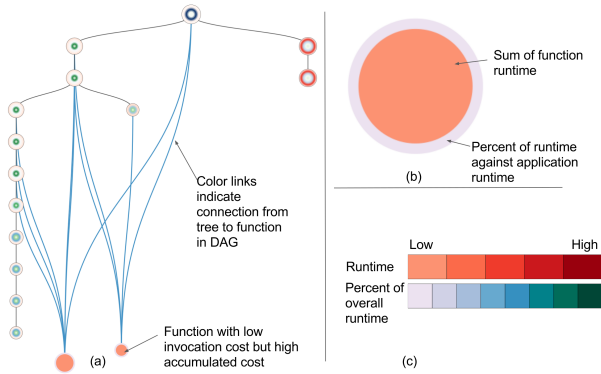 Sum of function
runtime
Percent of runtime
against application
runtime
(b)
Color links
indicate
connection from
tree to function
in DAG
Low
High
Runtime
Percent of
overall
runtime
Function with low
invocation cost but high
accumulated cost
(a)
(c)